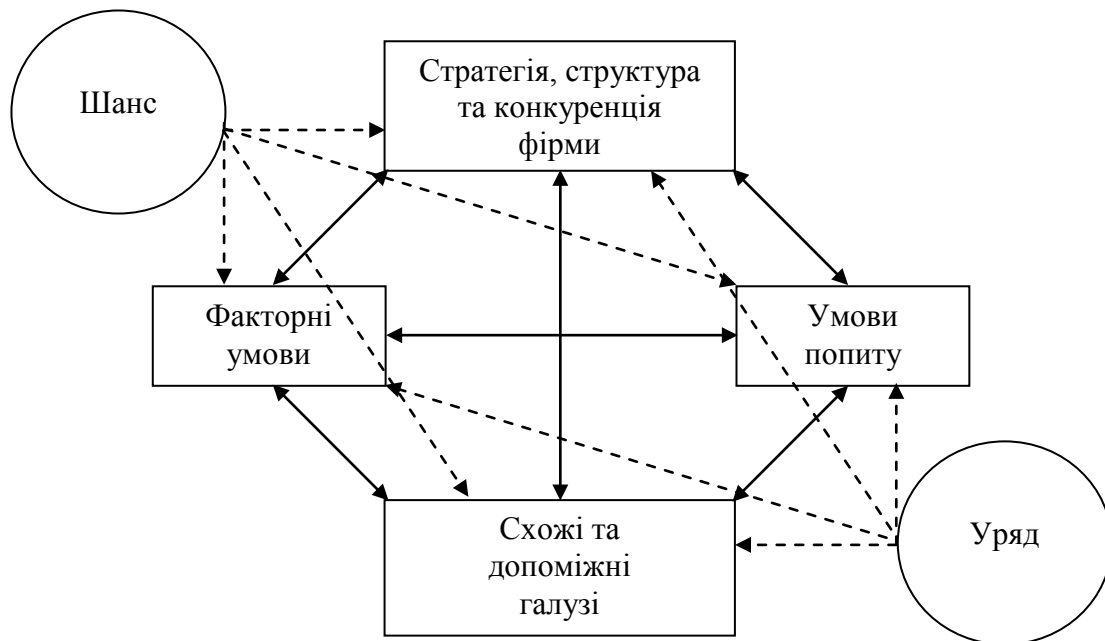 Шанс
Стратегія, структура
та конкуренція
фірми
Факторні
умови
Умови
попиту
Схожі та
допоміжні
галузі
Уряд